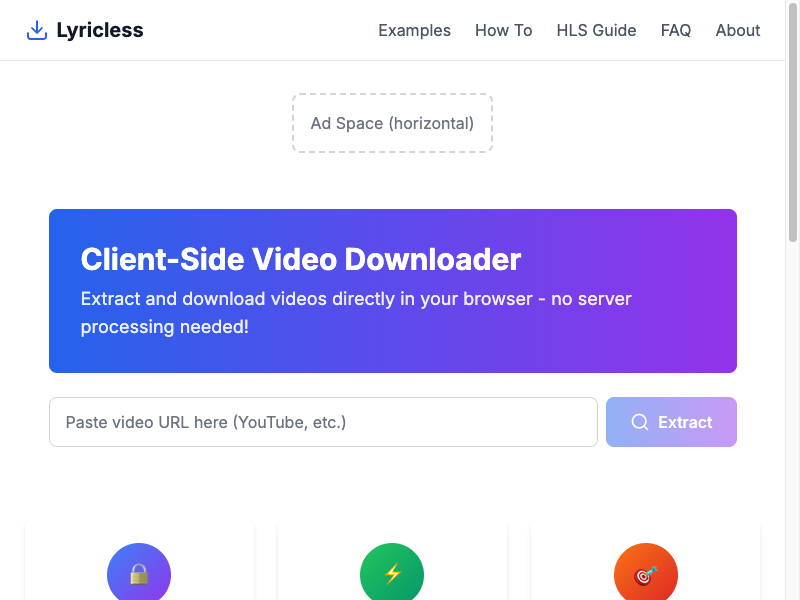 Lyricless
Examples
How To
HLS Guide
FAQ
About
Ad Space (horizontal)
Client-Side Video Downloader
Extract and download videos directly in your browser - no server
processing needed!
Paste video URL here (YouTube, etc.)
Extract